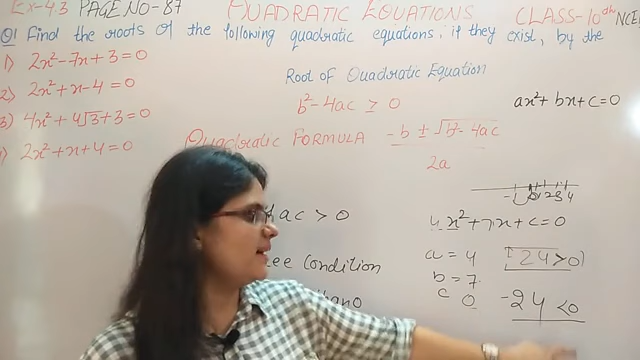 Ex-4.3 PAGE NO-87 QUADRATIC EQUATIONS CLASS-10th NCE
Q1 Find the roots of the following quadratic equations, if they exist, by the
1) 2x²-7x+3=0
2) 2x²+x-4=0
3) 4x²+4√3+3=0
) 2x²+x+4=0
Root of Quadratic Equation
b²-4ac ≥ 0
ax²+bx+c=0
Quadratic FORMULA -b ± √b²-4ac
2a
4ac > 0
ee Condition
4x²+7x+c=0
a = 4
b = 7
c 0
24>0
-24 <0